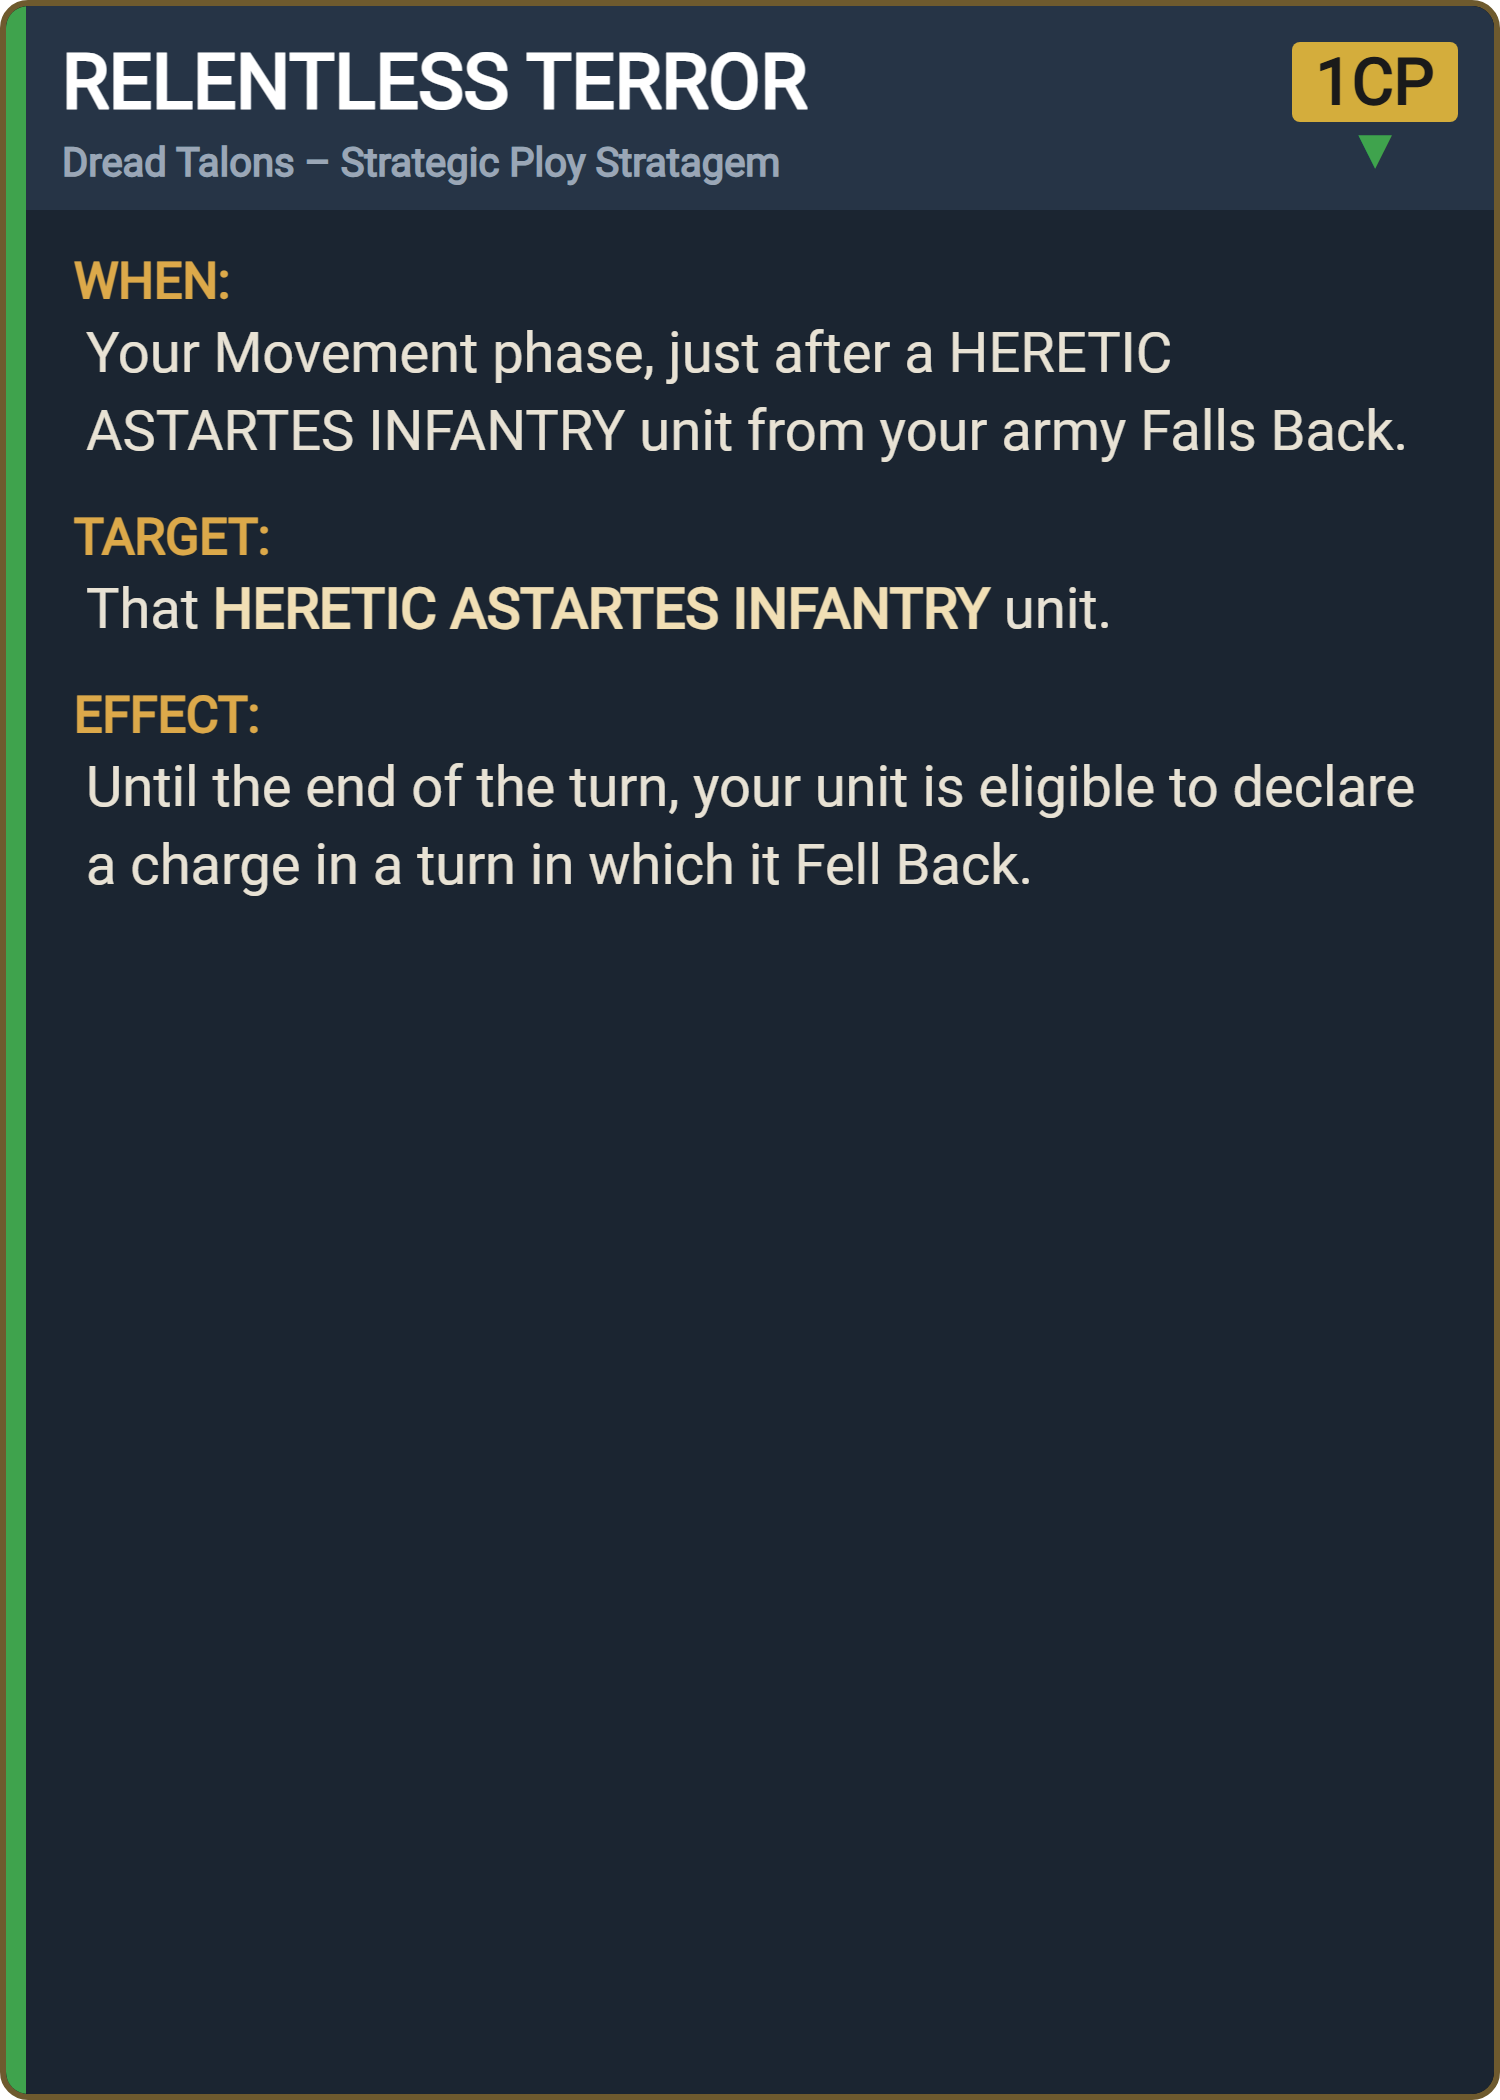 RELENTLESS TERROR
1CP
Dread Talons – Strategic Ploy Stratagem
WHEN:
Your Movement phase, just after a HERETIC
ASTARTES INFANTRY unit from your army Falls Back.
TARGET:
That HERETIC ASTARTES INFANTRY unit.
EFFECT:
Until the end of the turn, your unit is eligible to declare
a charge in a turn in which it Fell Back.